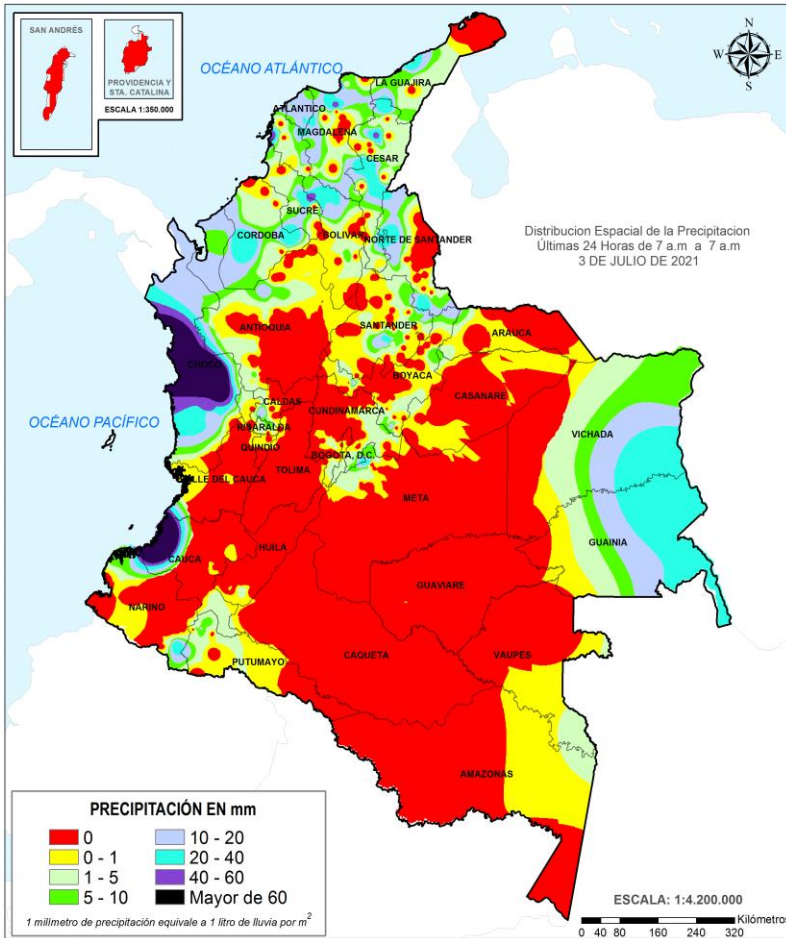 SAN ANDRÉS
PROVIDENCIA Y
STA. CATALINA
ESCALA 1:350.000
N
W
E
S
OCÉANO ATLÁNTICO
LA GUAJIRA
ATLANTICO
MAGDALENA
CESAR
SUCRE
CORDOBA
BOLIVAR
NORTE DE SANTANDER
Distribucion Espacial de la Precipitacion
Últimas 24 Horas de 7 a.m a 7 a.m
3 DE JULIO DE 2021
ANTIOQUIA
SANTANDER
ARAUCA
CHOCO
BOYACA
CASANARE
CALDAS
CUNDINAMARCA
OCÉANO PACÍFICO
RISARALDA
VICHADA
QUINDIO
BOGOTA, D.C.
TOLIMA
VALLE DEL CAUCA
META
GUAINIA
CAUCA
HUILA
GUAVIARE
NARIÑO
CAQUETA
VAUPES
PUTUMAYO
AMAZONAS
PRECIPITACIÓN EN mm
0
10 - 20
0 - 1
20 - 40
1 - 5
40 - 60
5 - 10
Mayor de 60
1 milímetro de precipitación equivale a 1 litro de lluvia por m²
ESCALA: 1:4.200.000
Kilómetros
0 40 80 160 240 320